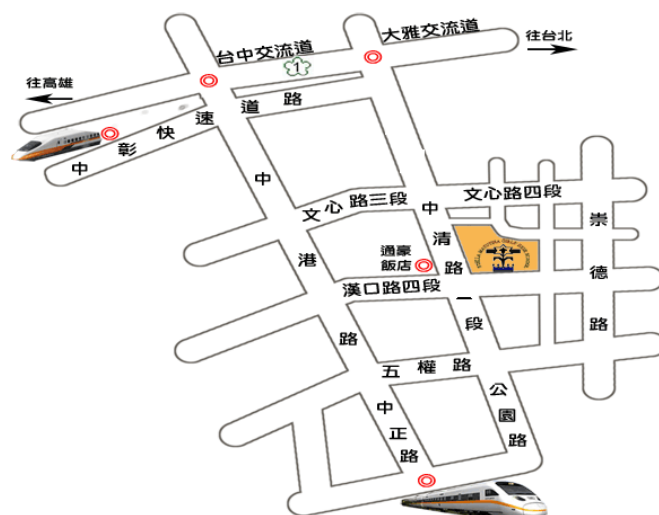 台中交流道
大雅交流道
往台北
往高雄
1
中彰快速道路
文心路三段
文心路四段
中清路
段
崇德路
中港路
通豪
飯店
漢口路四段
五權路
中正路
公園路